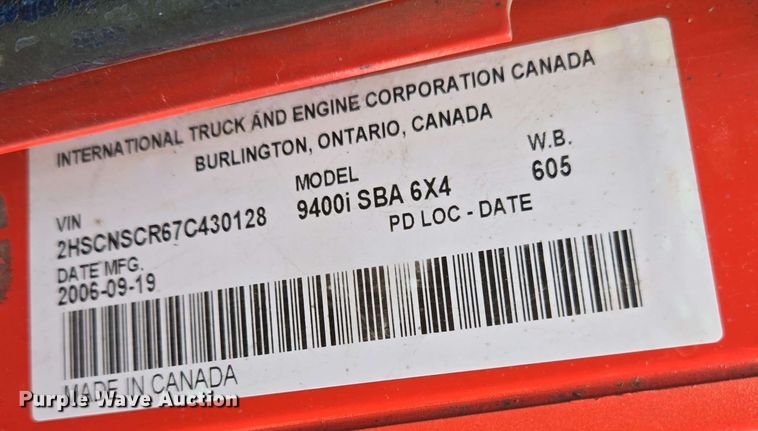 INTERNATIONAL TRUCK AND ENGINE CORPORATION CANADA
BURLINGTON, ONTARIO, CANADA
VIN MODEL W.B.
2HSCNSCR67C430128 9400i SBA 6X4 605
DATE MFG. PD LOC - DATE
2006-09-19
MADE IN CANADA
Purple Wave Auction